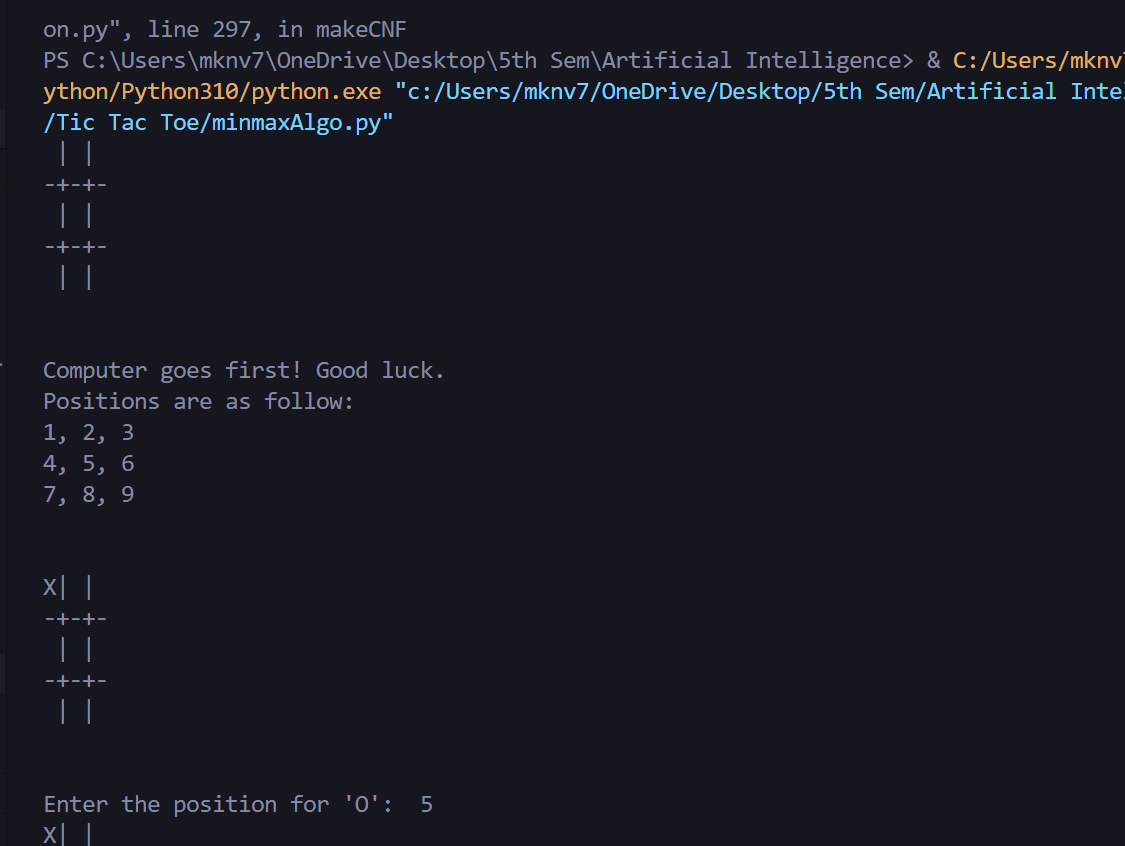 on.py", line 297, in makeCNF
PS C:\Users\mknv7\OneDrive\Desktop\5th Sem\Artificial Intelligence> & C:/Users/mknv7
ython/Python310/python.exe "c:/Users/mknv7/OneDrive/Desktop/5th Sem/Artificial Intel
/Tic Tac Toe/minmaxAlgo.py"
 | |
-+-+-
 | |
-+-+-
 | |
Computer goes first! Good luck.
Positions are as follow:
1, 2, 3
4, 5, 6
7, 8, 9
X| |
-+-+-
 | |
-+-+-
 | |
Enter the position for 'O':  5
X| |